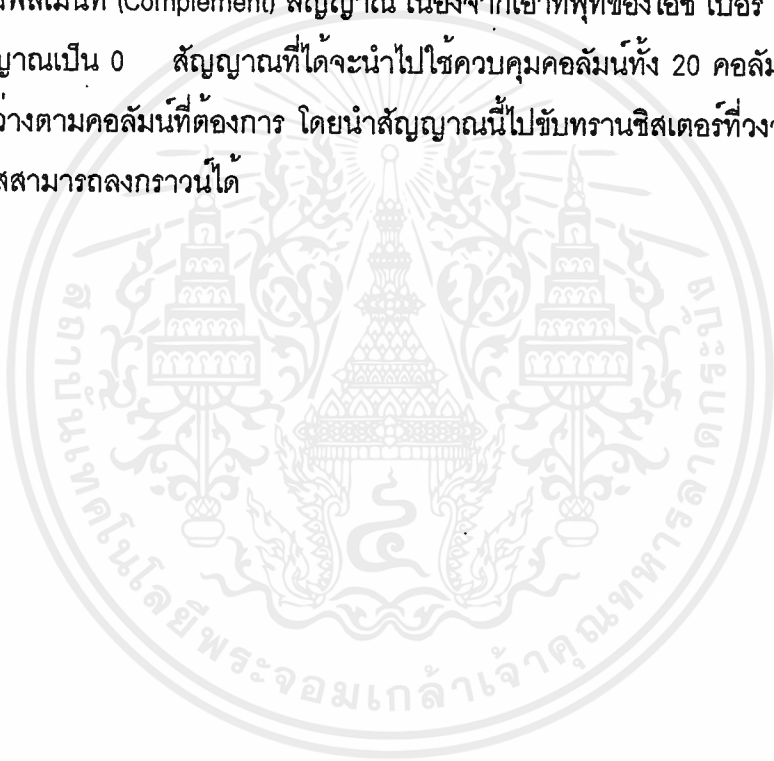 (Complement) สัญญาณ เนื่องจากเอาท์พุทของไอซี เบอร์
ญาณเป็น 0 สัญญาณที่ได้จะนำไปใช้ควบคุมคอลัมน์ทั้ง 20 คอลัม
ว่างตามคอลัมน์ที่ต้องการ โดยนำสัญญาณนี้ไปขับทรานซิสเตอร์ที่วงจ
สสามารถลงกราวน์ได้
สถาบันเทคโนโลยีพระจอมเกล้าเจ้าคุณทหารลาดกระบัง